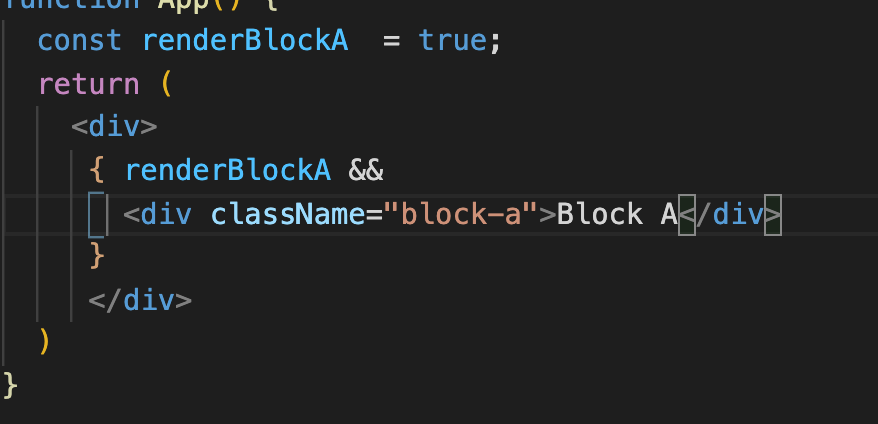 function App() {
const renderBlockA  = true;
return (
<div>
{ renderBlockA &&
<div className="block-a">Block A</div>
}
</div>
)
}